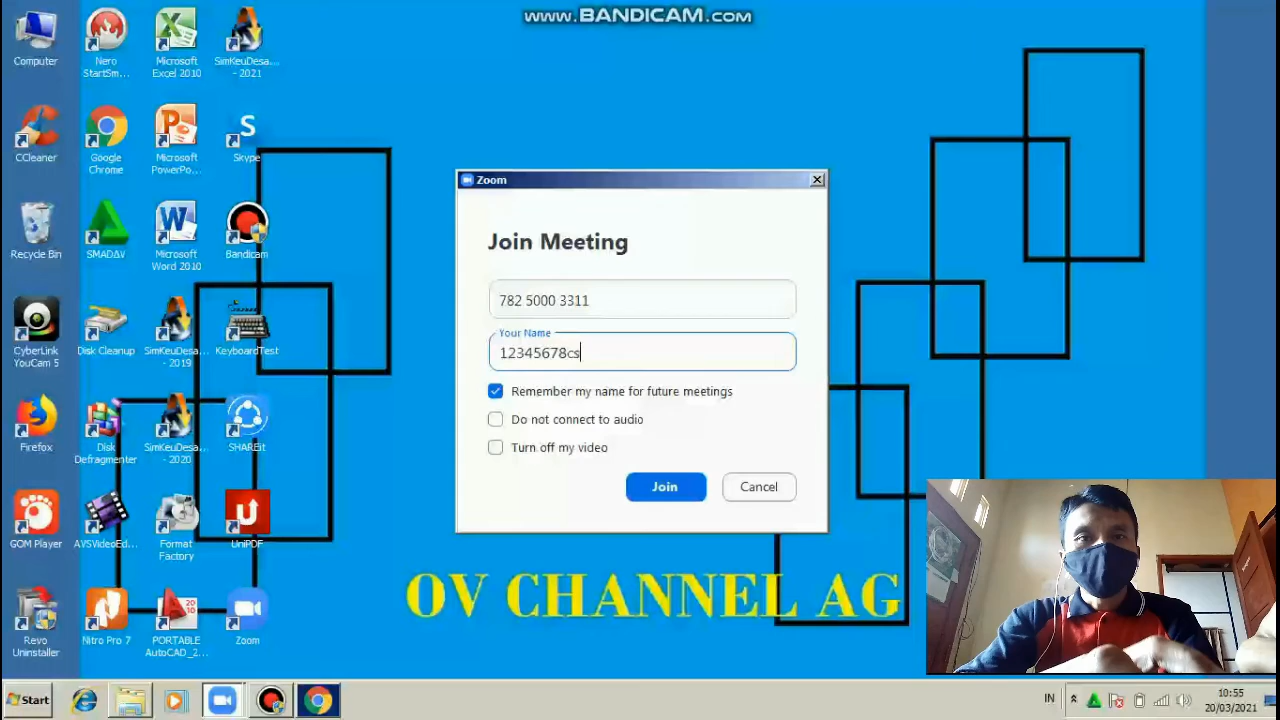 www.BANDICAM.com
Computer
Nero
StartSm...
Microsoft
Excel 2010
SimKeuDesa...
- 2021
CCleaner
Google
Chrome
Microsoft
PowerPo...
Skype
Recycle Bin
SMADΔV
Microsoft
Word 2010
Bandicam
CyberLink
YouCam 5
Disk Cleanup
SimKeuDesa...
- 2019
KeyboardTest
Firefox
Disk
Defragmenter
SimKeuDesa...
- 2020
SHAREit
GOM Player
AVSVideoEd...
Format
Factory
UniPDF
Revo
Uninstaller
Nitro Pro 7
PORTABLE
AutoCAD_2...
Zoom
Zoom
Join Meeting
782 5000 3311
Your Name
12345678cs
Remember my name for future meetings
Do not connect to audio
Turn off my video
Join
Cancel
OV CHANNEL AG
Start
IN
10:55
20/03/2021